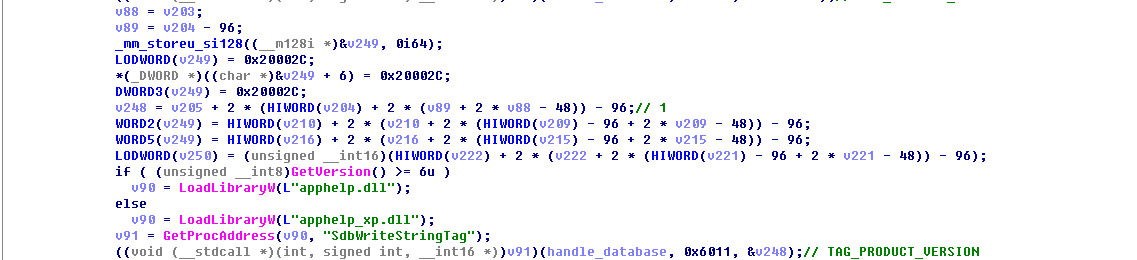 v88 = v203;
v89 = v204 - 96;
_mm_storeu_si128((__m128i *)&v249, 0i64);
LODWORD(v249) = 0x20002C;
*(_DWORD *)((char *)&v249 + 6) = 0x20002C;
DWORD3(v249) = 0x20002C;
v248 = v205 + 2 * (HIWORD(v204) + 2 * (v89 + 2 * v88 - 48)) - 96;// 1
WORD2(v249) = HIWORD(v210) + 2 * (v210 + 2 * (HIWORD(v209) - 96 + 2 * v209 - 48)) - 96;
WORD5(v249) = HIWORD(v216) + 2 * (v216 + 2 * (HIWORD(v215) - 96 + 2 * v215 - 48)) - 96;
LODWORD(v250) = (unsigned __int16)(HIWORD(v222) + 2 * (v222 + 2 * (HIWORD(v221) - 96 + 2 * v221 - 48)) - 96);
if ( (unsigned __int8)GetVersion() >= 6u )
v90 = LoadLibraryW(L"apphelp.dll");
else
v90 = LoadLibraryW(L"apphelp_xp.dll");
v91 = GetProcAddress(v90, "SdbWriteStringTag");
((void (__stdcall *)(int, signed int, __int16 *))v91)(handle_database, 0x6011, &v248);// TAG_PRODUCT_VERSION